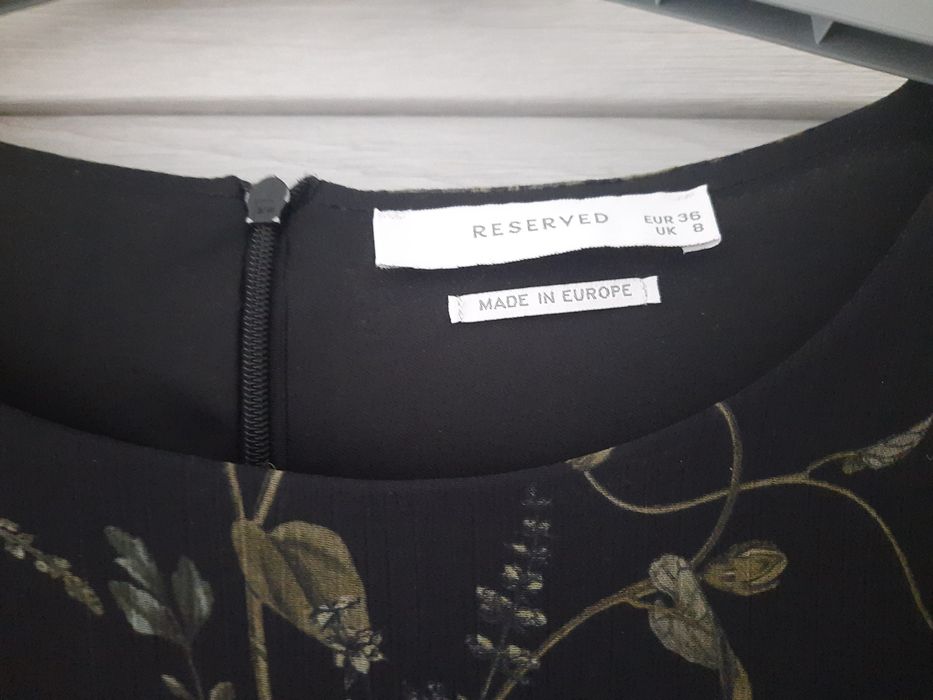 RESERVED
EUR 36
UK 8
MADE IN EUROPE